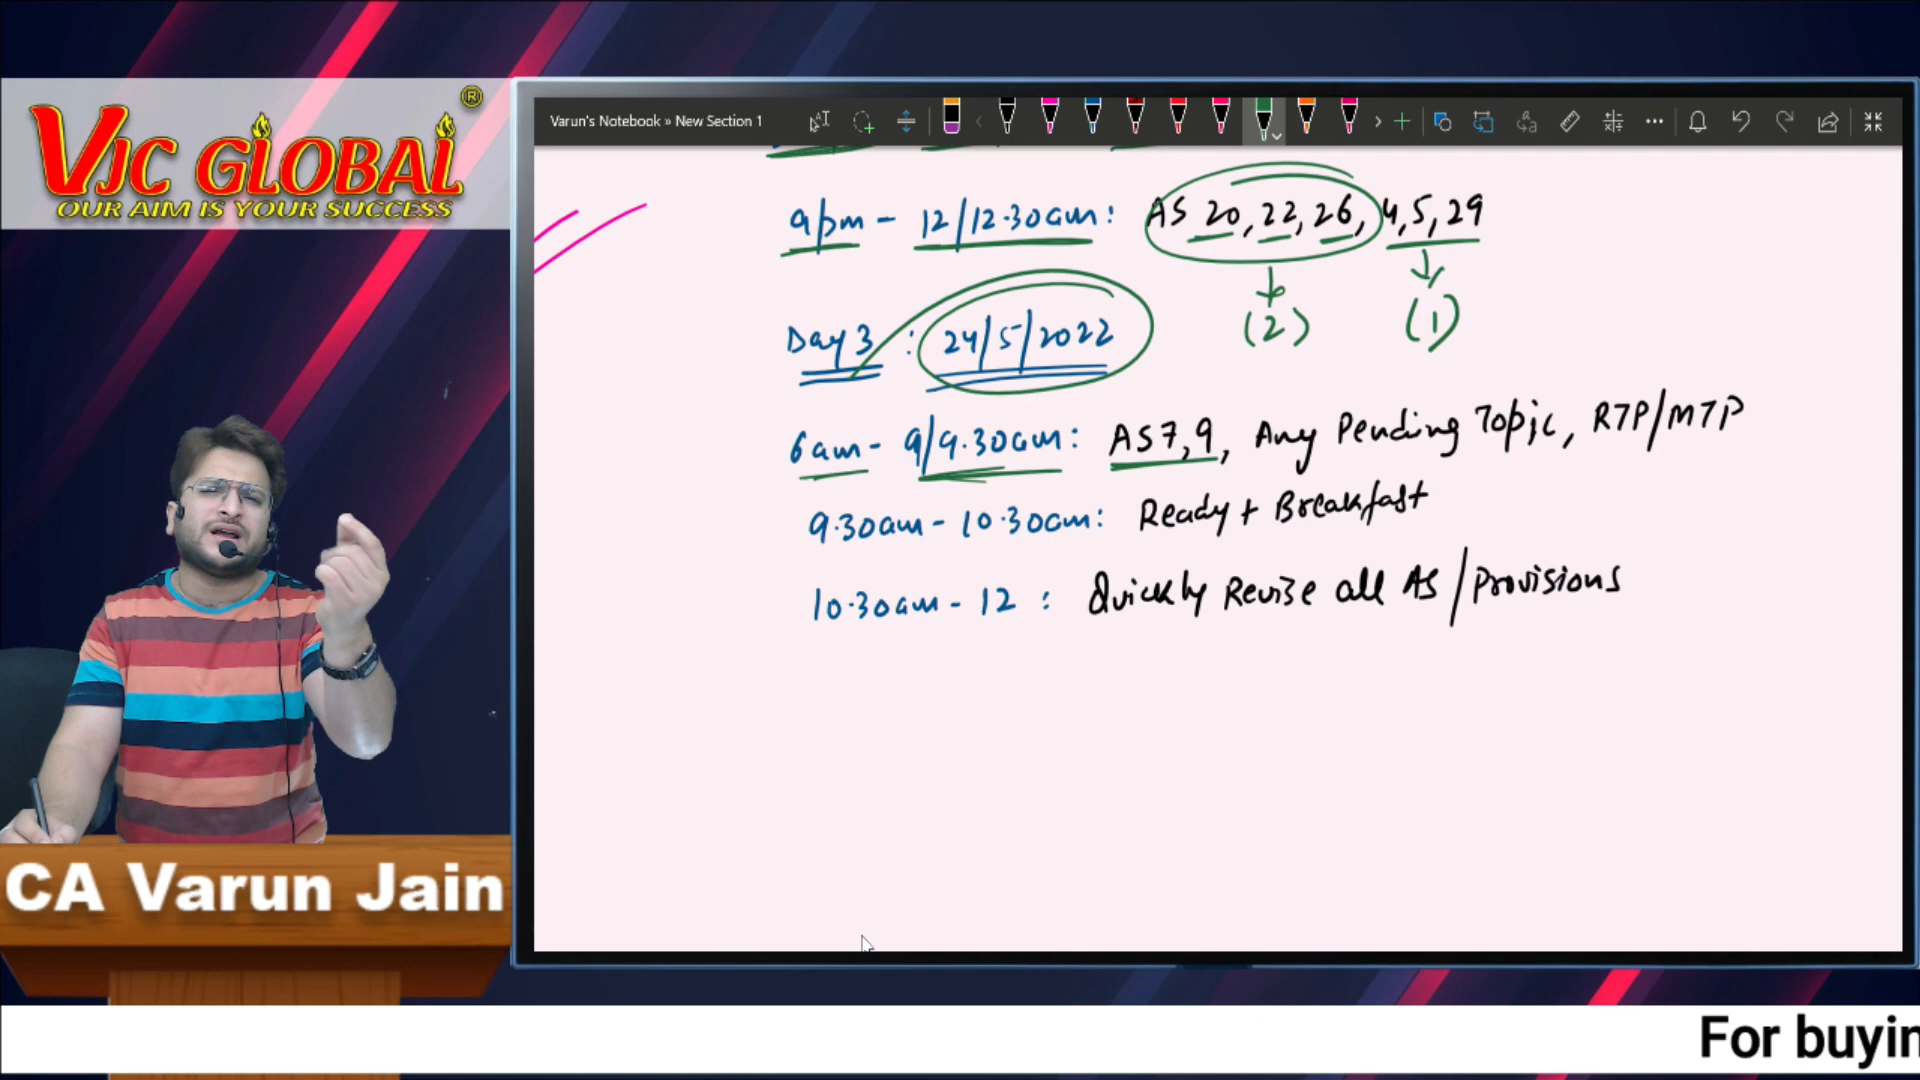 VJC GLOBAL ®
OUR AIM IS YOUR SUCCESS
Varun's Notebook » New Section 1
9pm - 12/12.30am: AS 20, 22, 26, 4, 5, 29
(2) (1)
Day 3 : 24/5/2022
6am - 9/9.30am: AS 7, 9, Any Pending Topic, RTP/MTP
9.30am - 10.30am: Ready + Breakfast
10.30am - 12 : Quickly Revise all AS/Provisions
CA Varun Jain
For buyin